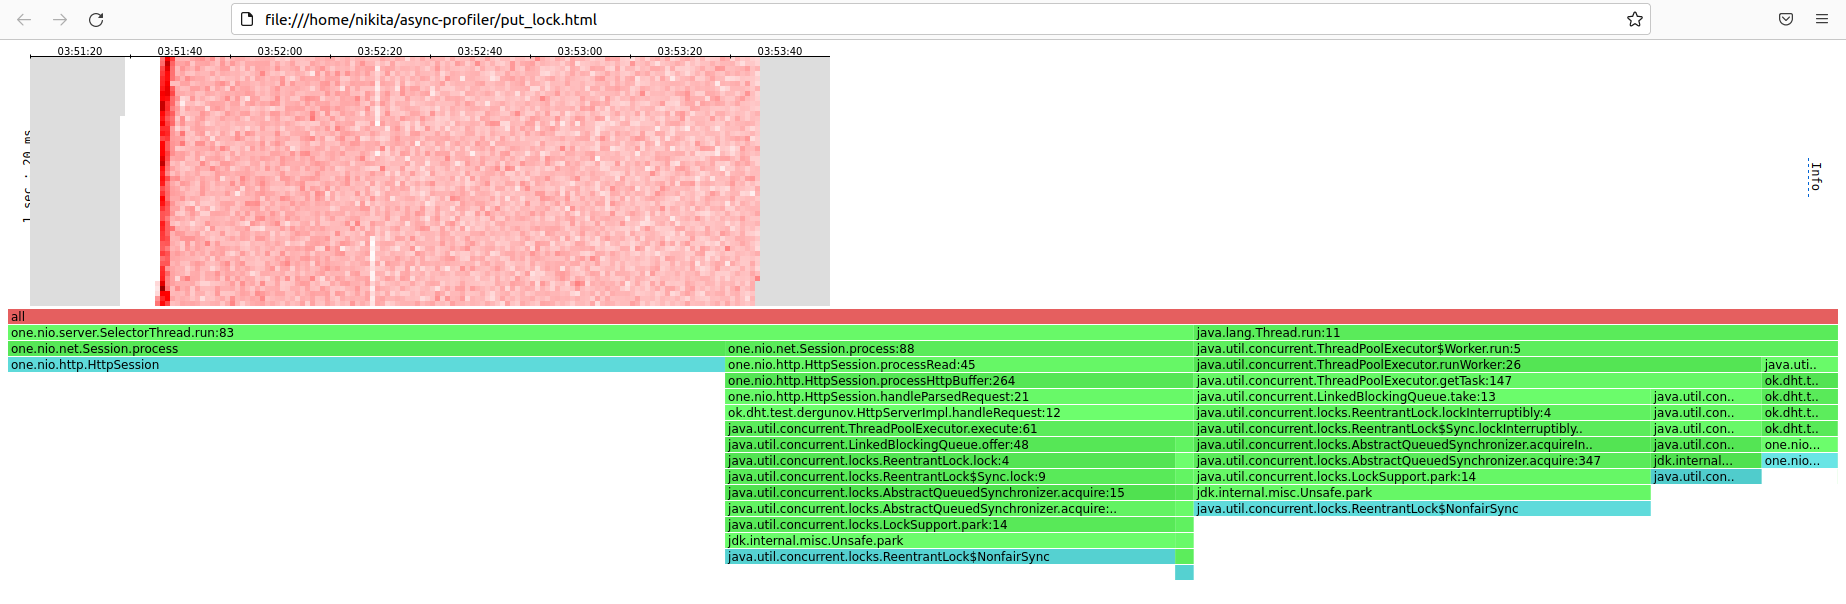 file:///home/nikita/async-profiler/put_lock.html
03:51:20 03:51:40 03:52:00 03:52:20 03:52:40 03:53:00 03:53:20 03:53:40
1 sec : 20 ms
Info
all
one.nio.server.SelectorThread.run:83 java.lang.Thread.run:11
one.nio.net.Session.process one.nio.net.Session.process:88 java.util.concurrent.ThreadPoolExecutor$Worker.run:5
one.nio.http.HttpSession one.nio.http.HttpSession.processRead:45 java.util.concurrent.ThreadPoolExecutor.runWorker:26 java.uti..
one.nio.http.HttpSession.processHttpBuffer:264 java.util.concurrent.ThreadPoolExecutor.getTask:147 ok.dht.t..
one.nio.http.HttpSession.handleParsedRequest:21 java.util.concurrent.LinkedBlockingQueue.take:13 java.util.con.. ok.dht.t..
ok.dht.test.dergunov.HttpServerImpl.handleRequest:12 java.util.concurrent.locks.ReentrantLock.lockInterruptibly:4 java.util.con.. ok.dht.t..
java.util.concurrent.ThreadPoolExecutor.execute:61 java.util.concurrent.locks.ReentrantLock$Sync.lockInterruptibly.. java.util.con.. ok.dht.t..
java.util.concurrent.LinkedBlockingQueue.offer:48 java.util.concurrent.locks.AbstractQueuedSynchronizer.acquireIn.. java.util.con.. one.nio...
java.util.concurrent.locks.ReentrantLock.lock:4 java.util.concurrent.locks.AbstractQueuedSynchronizer.acquire:347 jdk.internal... one.nio...
java.util.concurrent.locks.ReentrantLock$Sync.lock:9 java.util.concurrent.locks.LockSupport.park:14 java.util.con..
java.util.concurrent.locks.AbstractQueuedSynchronizer.acquire:15 jdk.internal.misc.Unsafe.park
java.util.concurrent.locks.AbstractQueuedSynchronizer.acquire:.. java.util.concurrent.locks.ReentrantLock$NonfairSync
java.util.concurrent.locks.LockSupport.park:14
jdk.internal.misc.Unsafe.park
java.util.concurrent.locks.ReentrantLock$NonfairSync